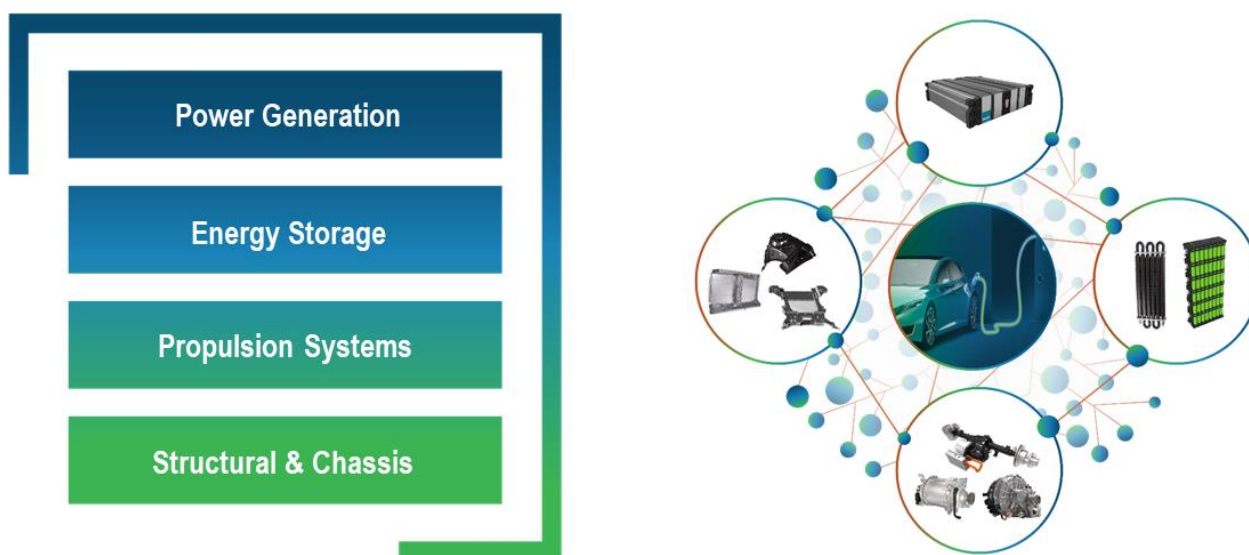 Power Generation
Energy Storage
Propulsion Systems
Structural & Chassis